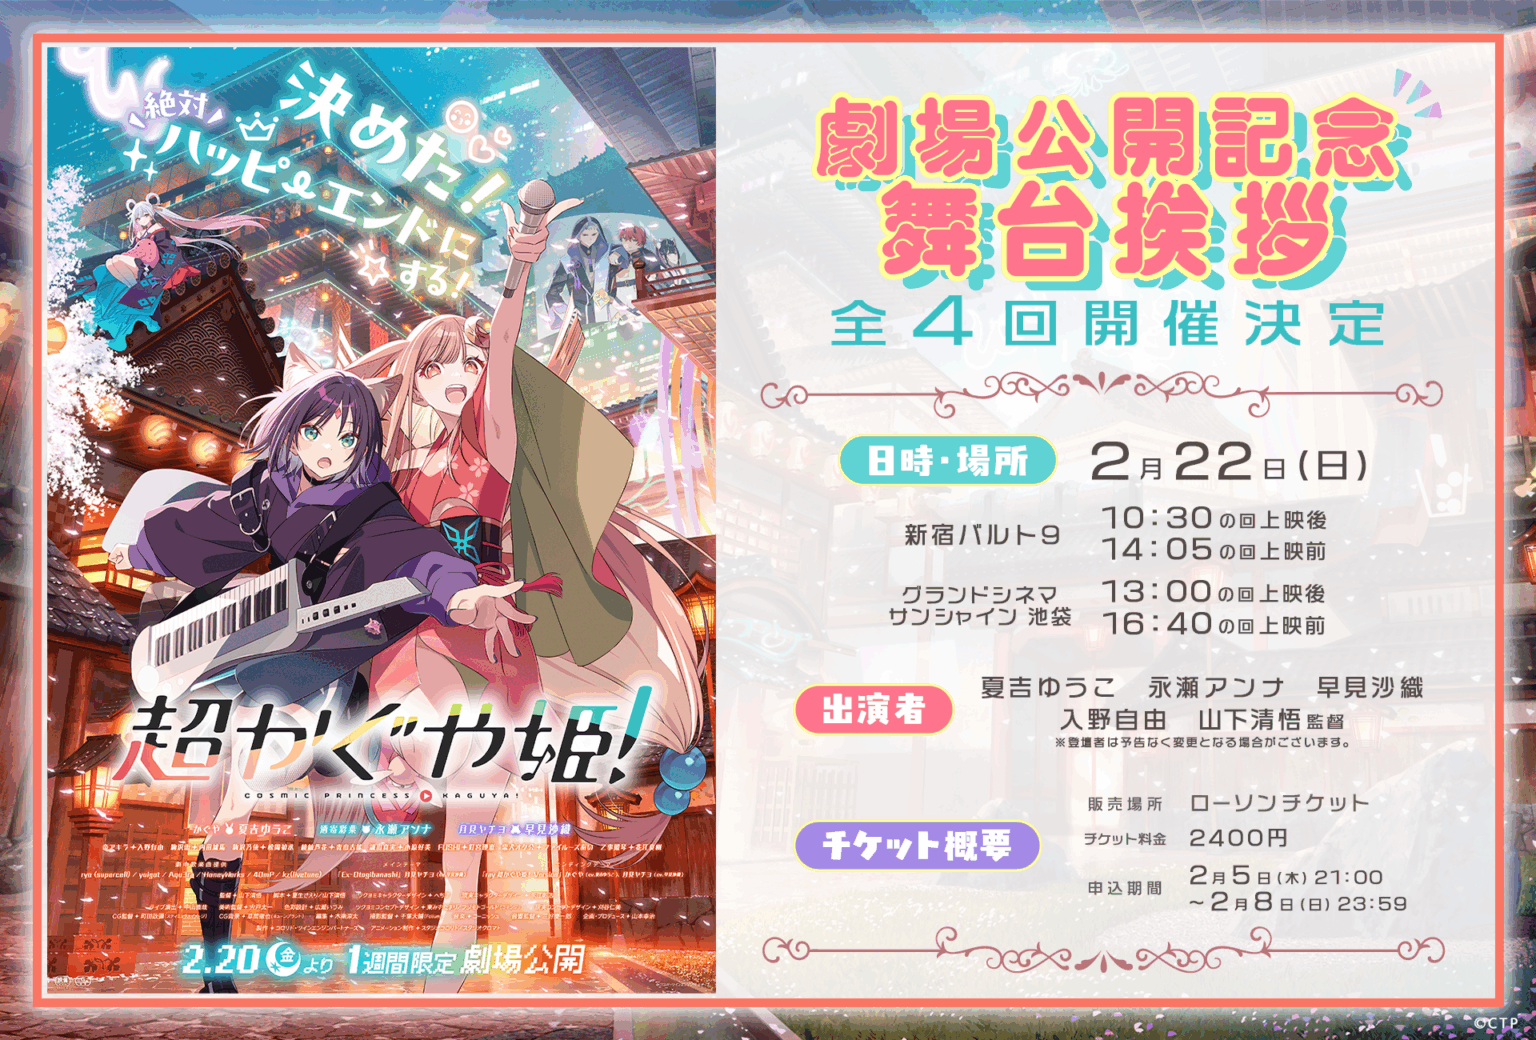 絶対
ハッピーエンドに
決めた!
する!
超かぐや姫!
COSMIC PRINCESS KAGUYA!
かぐや 夏吉ゆうこ 酒寄彩葉 永瀬アンナ 月見ヤチヨ 早見沙織
2.20(金)より 1週間限定 劇場公開
劇場公開記念
舞台挨拶
全4回開催決定
日時・場所 2月22日(日)
新宿バルト9
10:30の回上映後
14:05の回上映前
グランドシネマ
サンシャイン 池袋
13:00の回上映後
16:40の回上映前
出演者
夏吉ゆうこ 永瀬アンナ 早見沙織
入野自由 山下清悟監督
※登壇者は予告なく変更となる場合がございます。
チケット概要
販売場所 ローソンチケット
チケット料金 2400円
申込期間 2月5日(木)21:00
~2月8日(日)23:59
©CTP